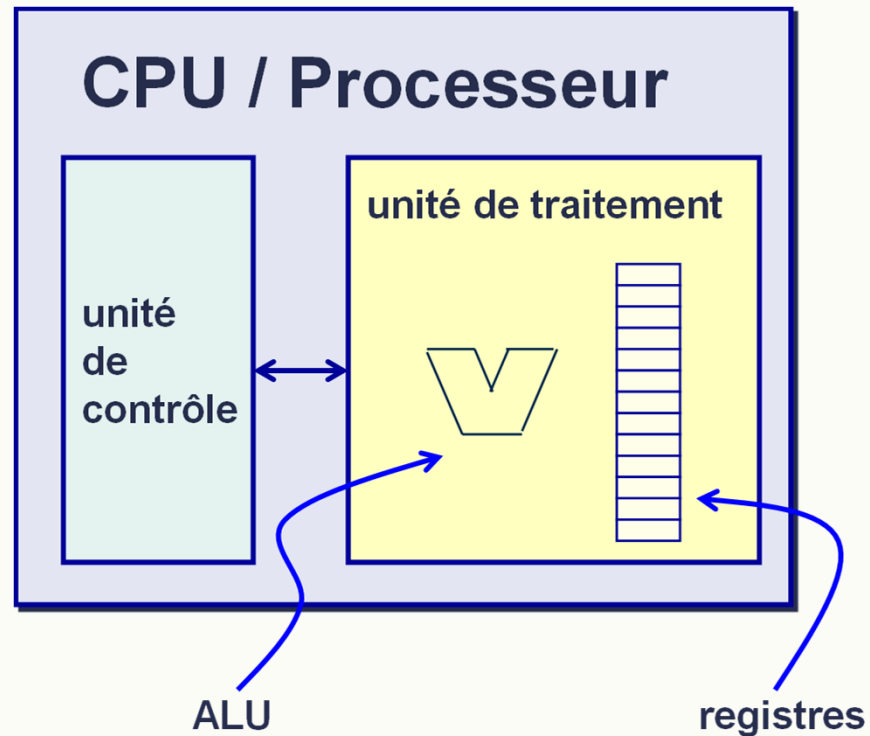 CPU / Processeur
unité de traitement
unité
de
contrôle
ALU
registres